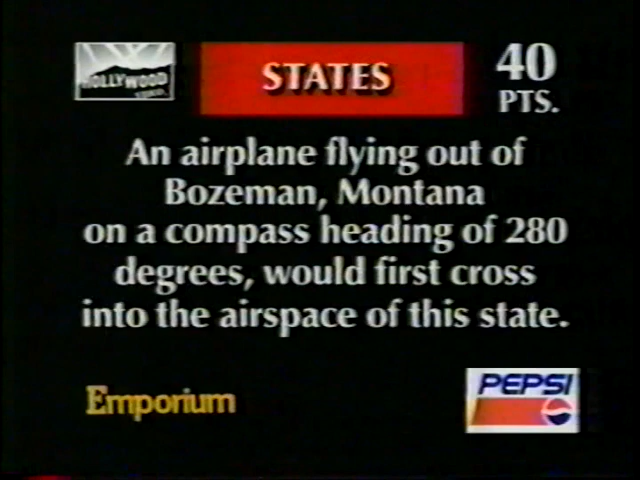 HOLLYWOOD
STATES
40
PTS.
An airplane flying out of
Bozeman, Montana
on a compass heading of 280
degrees, would first cross
into the airspace of this state.
Emporium
PEPSI